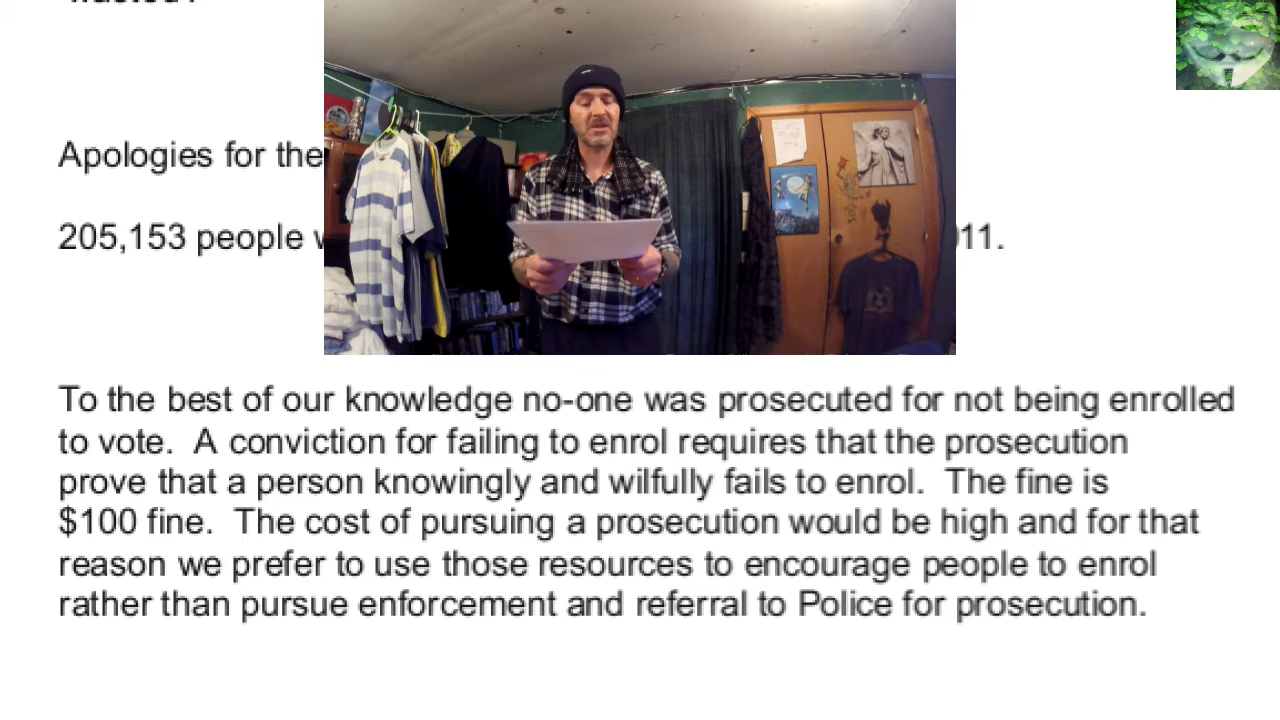 Apologies for the
205,153 people
11.
To the best of our knowledge no-one was prosecuted for not being enrolled
to vote.  A conviction for failing to enrol requires that the prosecution
prove that a person knowingly and wilfully fails to enrol.  The fine is
$100 fine.  The cost of pursuing a prosecution would be high and for that
reason we prefer to use those resources to encourage people to enrol
rather than pursue enforcement and referral to Police for prosecution.